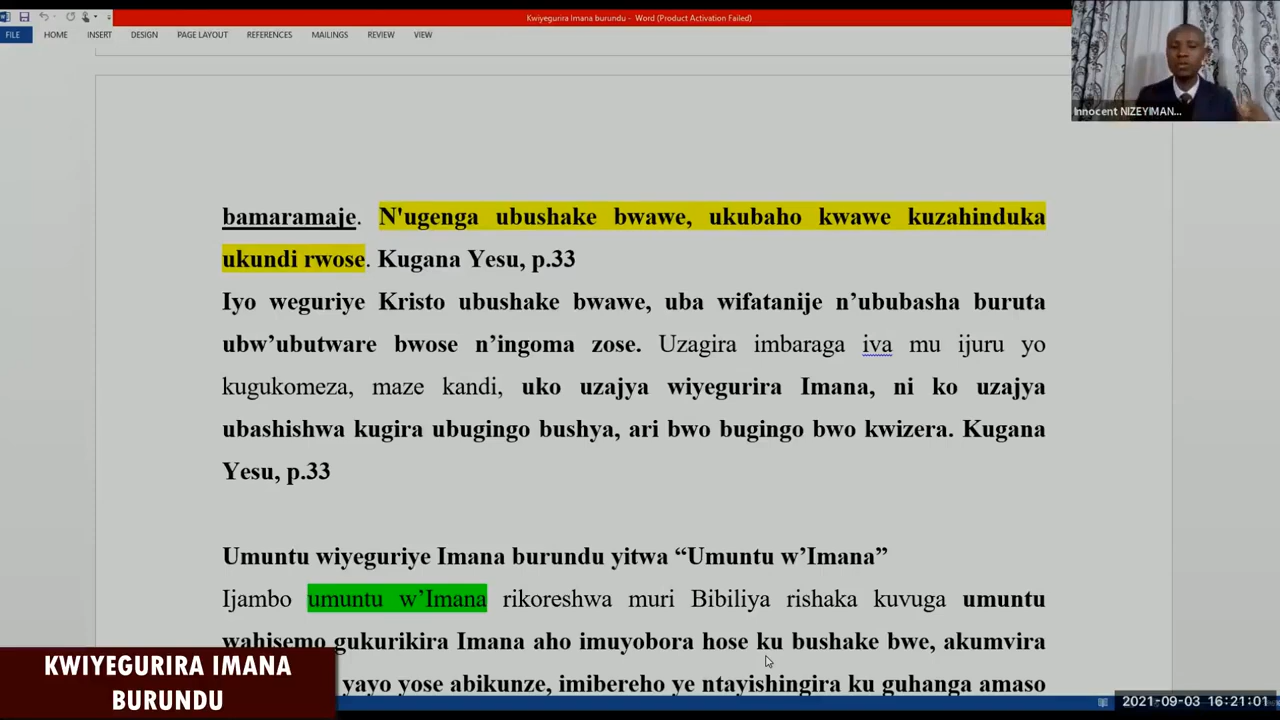 Kwiyegurira Imana burundu - Word (Product Activation Failed)
FILE HOME INSERT DESIGN PAGE LAYOUT REFERENCES MAILINGS REVIEW VIEW
Innocent NIZEYIMAN...
bamaramaje. N'ugenga ubushake bwawe, ukubaho kwawe kuzahinduka
ukundi rwose. Kugana Yesu, p.33
Iyo weguriye Kristo ubushake bwawe, uba wifatanije n’ububasha buruta
ubw’ubutware bwose n’ingoma zose. Uzagira imbaraga iva mu ijuru yo
kugukomeza, maze kandi, uko uzajya wiyegurira Imana, ni ko uzajya
ubashishwa kugira ubugingo bushya, ari bwo bugingo bwo kwizera. Kugana
Yesu, p.33
Umuntu wiyeguriye Imana burundu yitwa “Umuntu w’Imana”
Ijambo umuntu w’Imana rikoreshwa muri Bibiliya rishaka kuvuga umuntu
wahisemo gukurikira Imana aho imuyobora hose ku bushake bwe, akumvira
yayo yose abikunze, imibereho ye ntayishingira ku guhanga amaso
KWIYEGURIRA IMANA
BURUNDU
2021-09-03 16:21:01